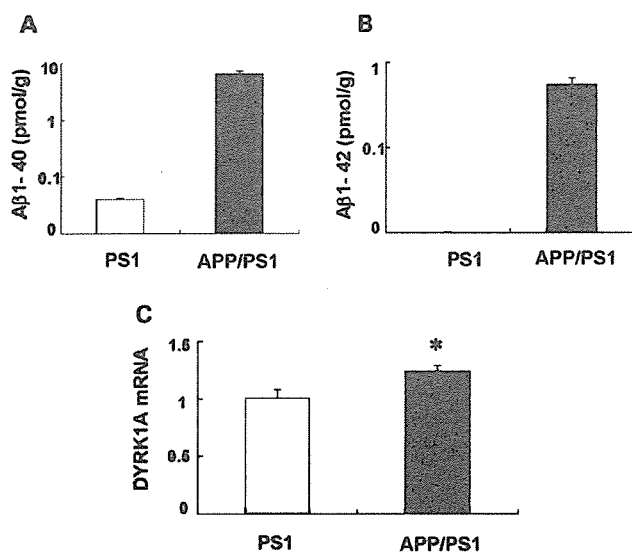 A
Aβ1- 40 (pmol/g)
10
1
0.1
0
PS1
APP/PS1
B
Aβ1- 42 (pmol/g)
1
0.1
0
PS1
APP/PS1
C
DYRK1A mRNA
1.5
1
0.5
0
*
PS1
APP/PS1